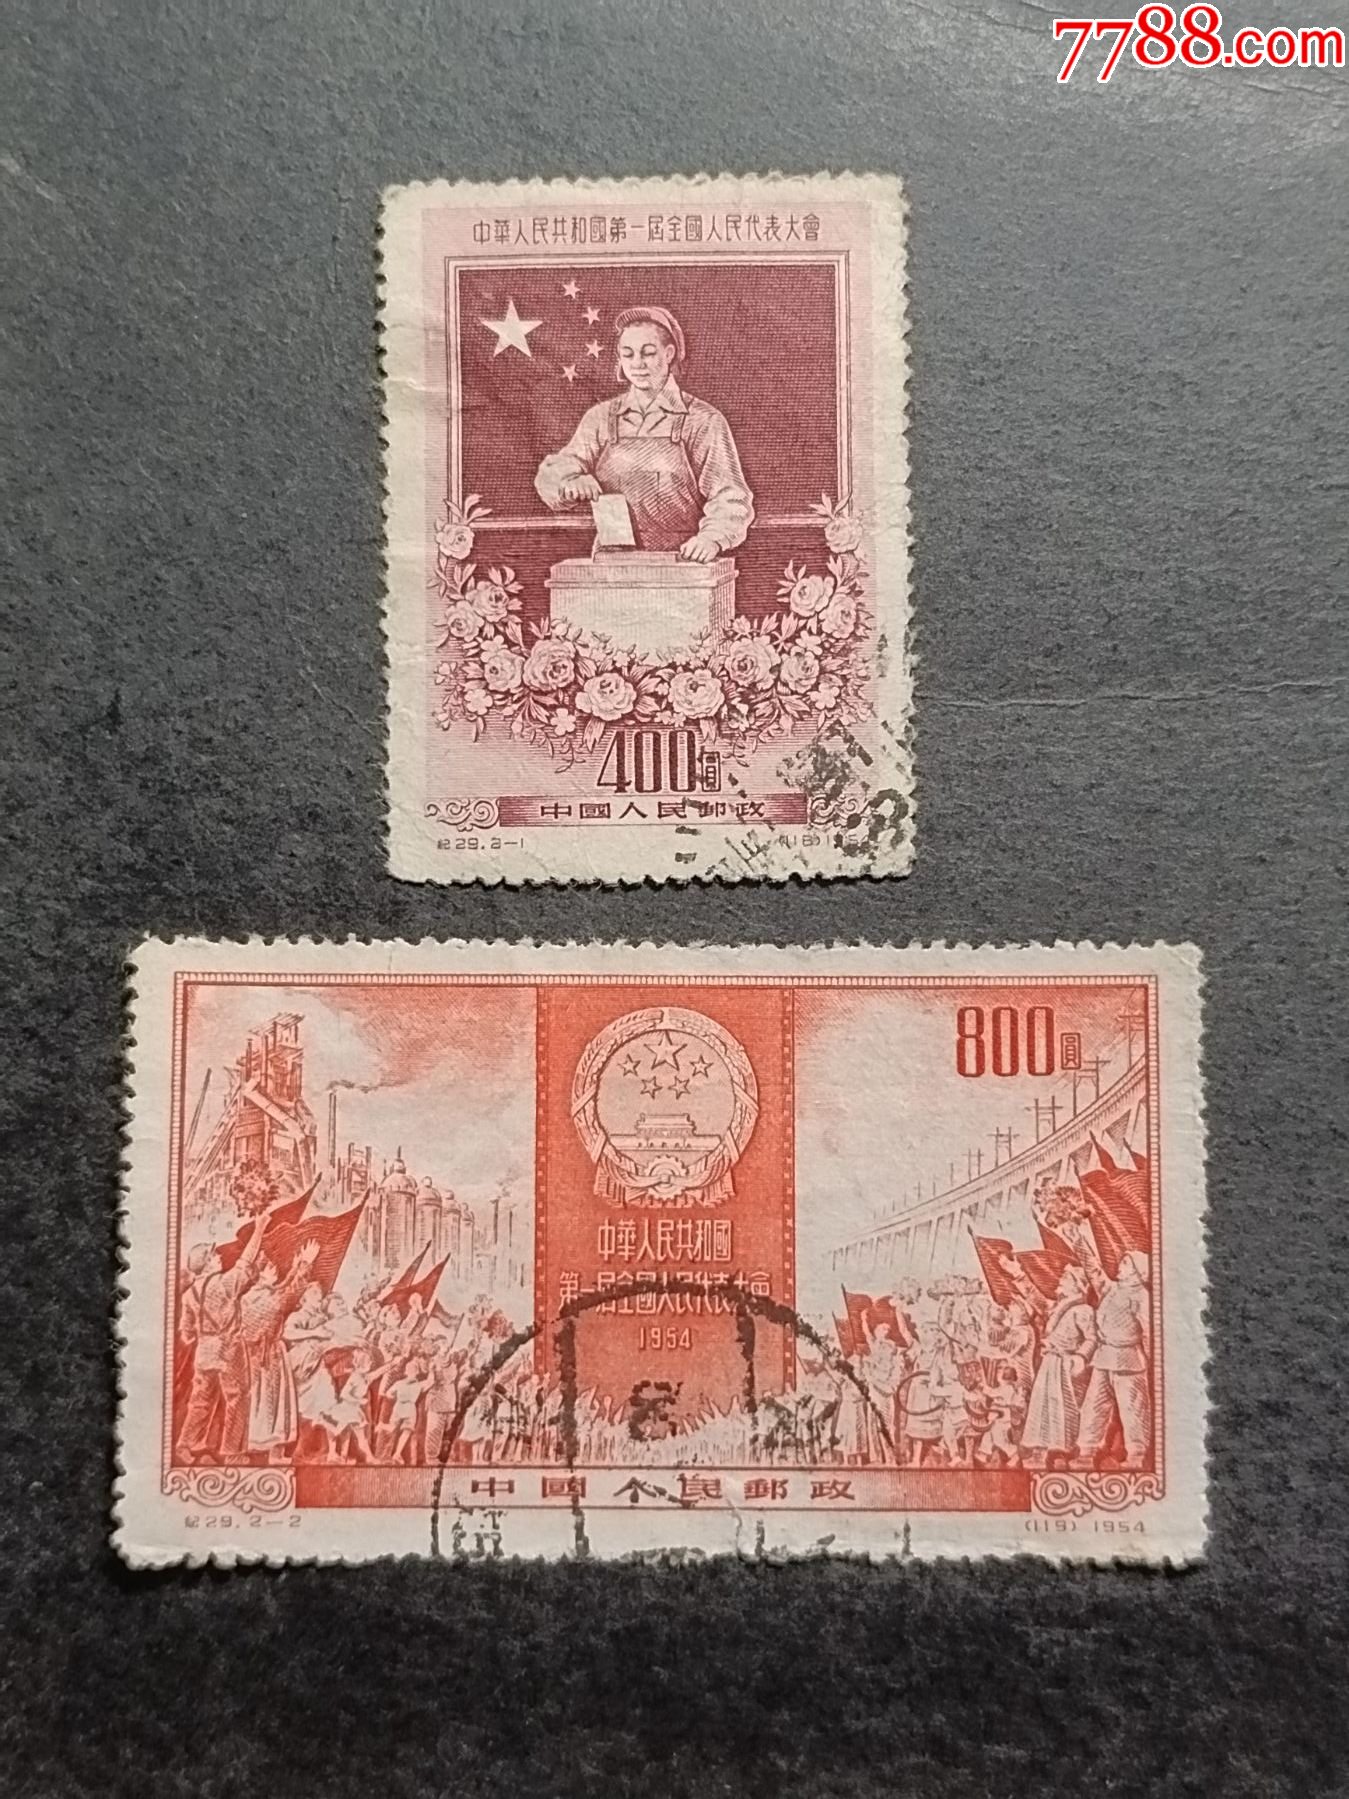 7788.com
中華人民共和國第一屆全國人民代表大會
400圓
中國人民郵政
紀29.2-1
800圓
中華人民共和國
第一屆全國人民代表大會
1954
中國人民郵政
紀29.2-2
(119) 1954